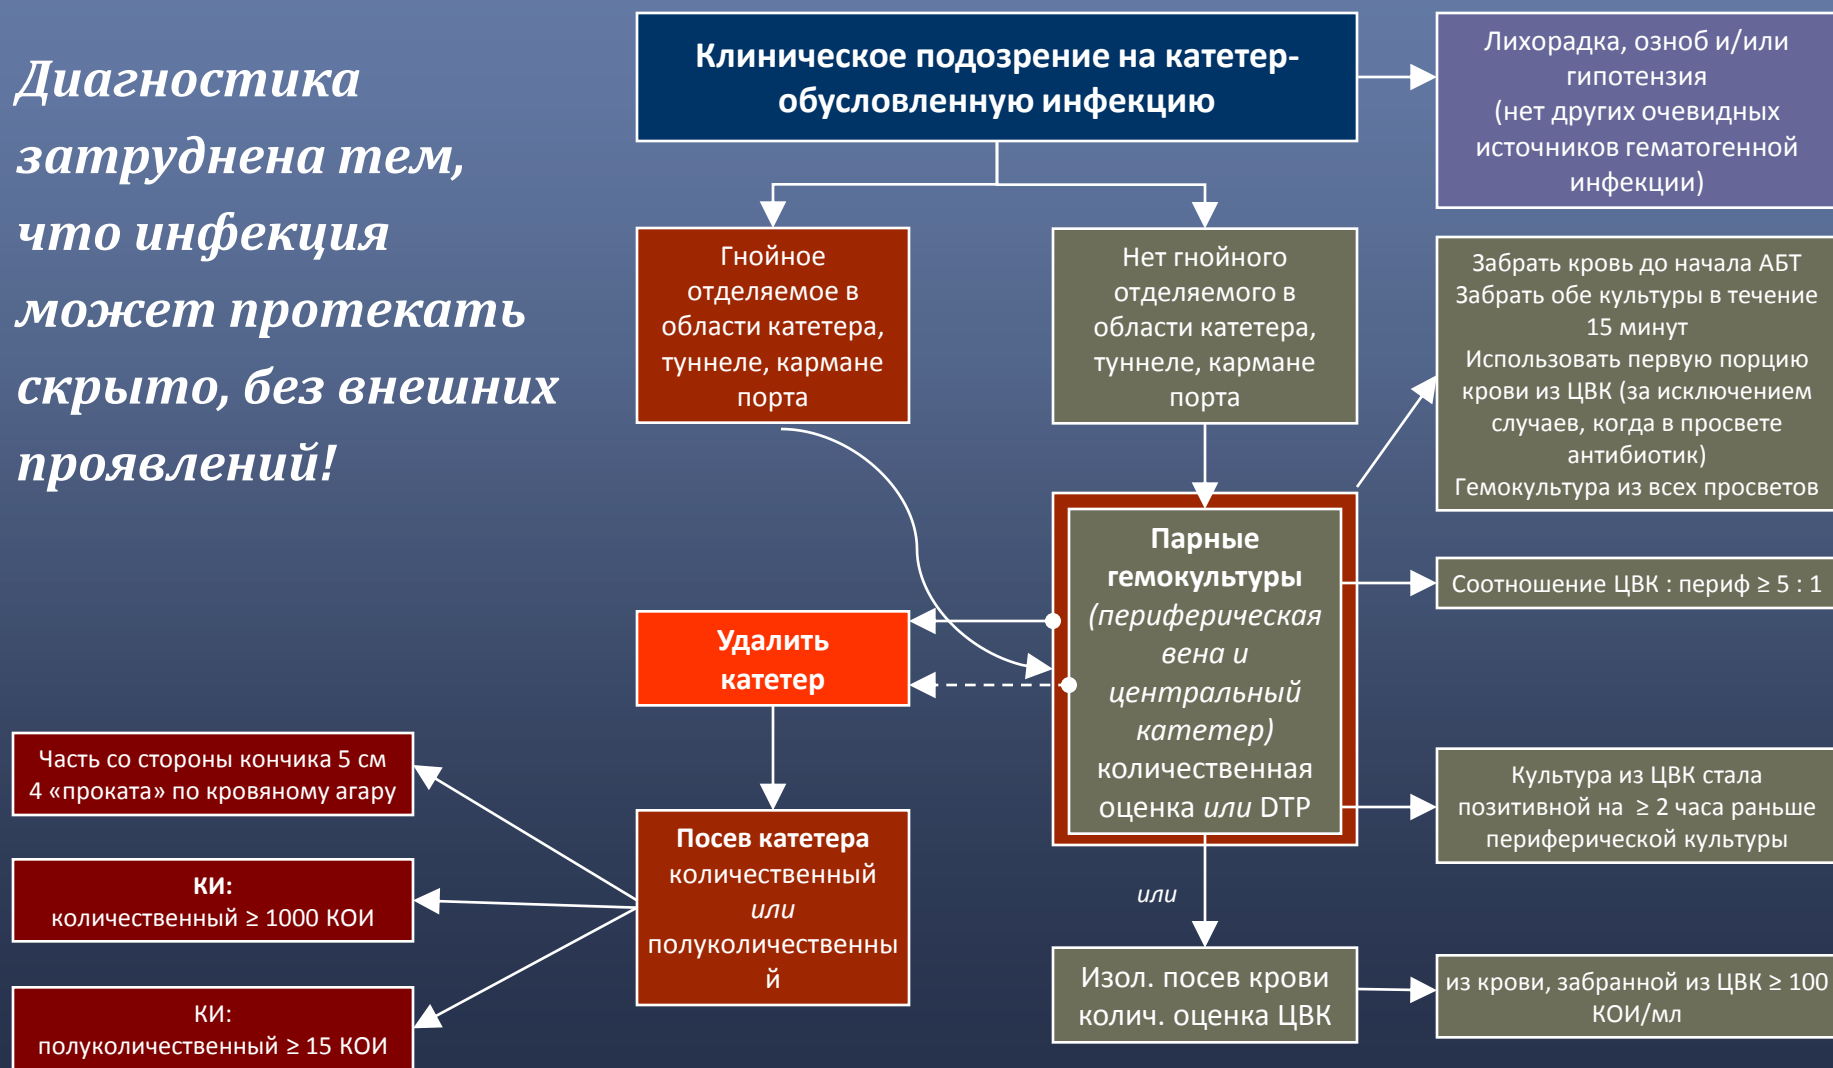 Диагностика
затруднена тем,
что инфекция
может протекать
скрыто, без внешних
проявлений!
Клиническое подозрение на катетер-
обусловленную инфекцию
Лихорадка, озноб и/или
гипотензия
(нет других очевидных
источников гематогенной
инфекции)
Гнойное
отделяемое в
области катетера,
туннеле, кармане
порта
Нет гнойного
отделяемого в
области катетера,
туннеле, кармане
порта
Забрать кровь до начала АБТ
Забрать обе культуры в течение
15 минут
Использовать первую порцию
крови из ЦВК (за исключением
случаев, когда в просвете
антибиотик)
Гемокультура из всех просветов
Парные
гемокультуры
(периферическая
вена и
центральный
катетер)
количественная
оценка или DTP
Соотношение ЦВК : периф ≥ 5 : 1
Культура из ЦВК стала
позитивной на ≥ 2 часа раньше
периферической культуры
Удалить
катетер
Посев катетера
количественный
или
полуколичественны
й
Часть со стороны кончика 5 см
4 «проката» по кровяному агару
КИ:
количественный ≥ 1000 КОИ
КИ:
полуколичественный ≥ 15 КОИ
или
Изол. посев крови
колич. оценка ЦВК
из крови, забранной из ЦВК ≥ 100
КОИ/мл